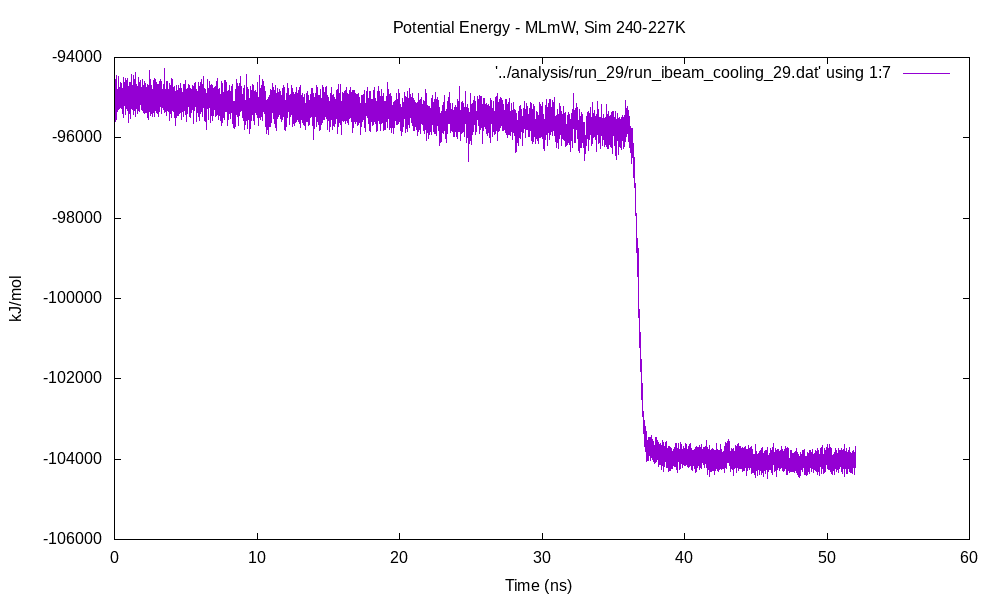 Potential Energy - MLmW, Sim 240-227K
'../analysis/run_29/run_ibeam_cooling_29.dat' using 1:7
-94000
-96000
-98000
-100000
-102000
-104000
-106000
kJ/mol
0 10 20 30 40 50 60
Time (ns)